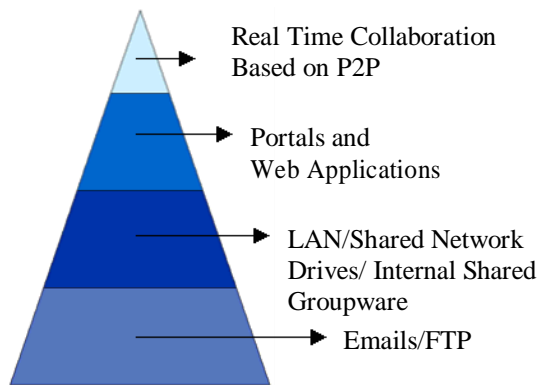 Real Time Collaboration
Based on P2P
Portals and
Web Applications
LAN/Shared Network
Drives/ Internal Shared
Groupware
Emails/FTP